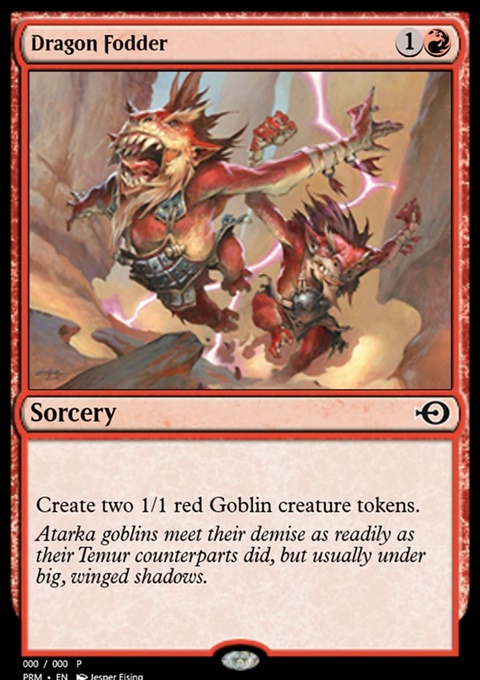 Dragon Fodder
1
Sorcery
Create two 1/1 red Goblin creature tokens.
Atarka goblins meet their demise as readily as
their Temur counterparts did, but usually under
big, winged shadows.
000 / 000 P
PRM • EN Jesper Ejsing